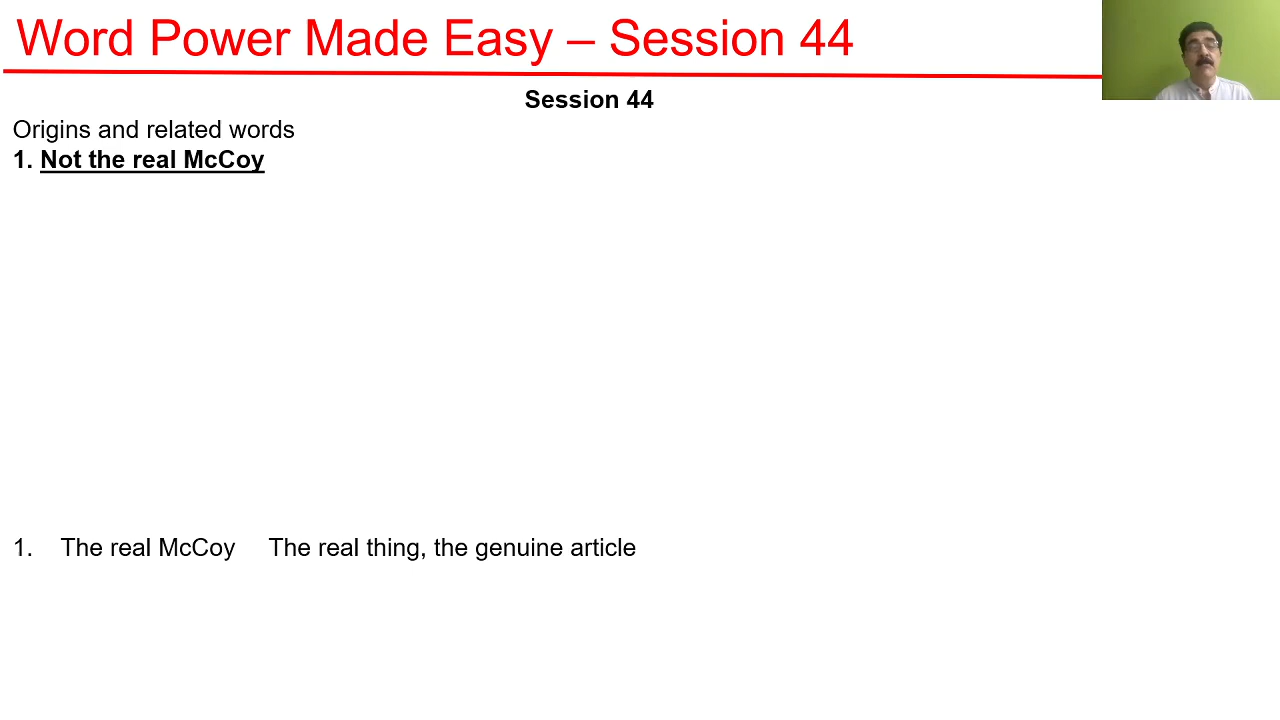 Word Power Made Easy – Session 44
Session 44
Origins and related words
1. Not the real McCoy
1. The real McCoy The real thing, the genuine article